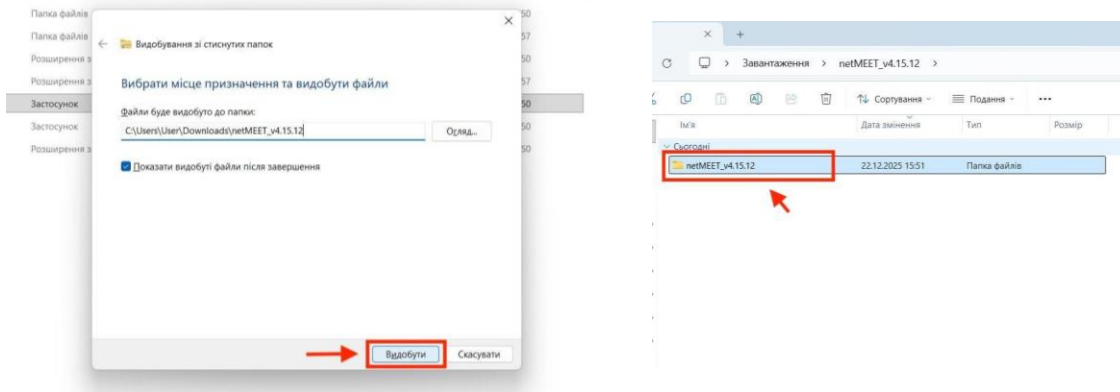 Папка файлів 50
Папка файлів 57
Розширення з 50
Розширення з 57
Застосунок 50
Застосунок 50
Розширення з 50
Видобування зі стиснутих папок
Вибрати місце призначення та видобути файли
Файли буде видобуто до папки:
C:\Users\User\Downloads\netMEET_v4.15.12 Огляд...
Показати видобуті файли після завершення
Видобути Скасувати
Завантаження > netMEET_v4.15.12 >
Сортування Подання ...
Ім'я Дата змінення Тип Розмір
Сьогодні
netMEET_v4.15.12 22.12.2025 15:51 Папка файлів